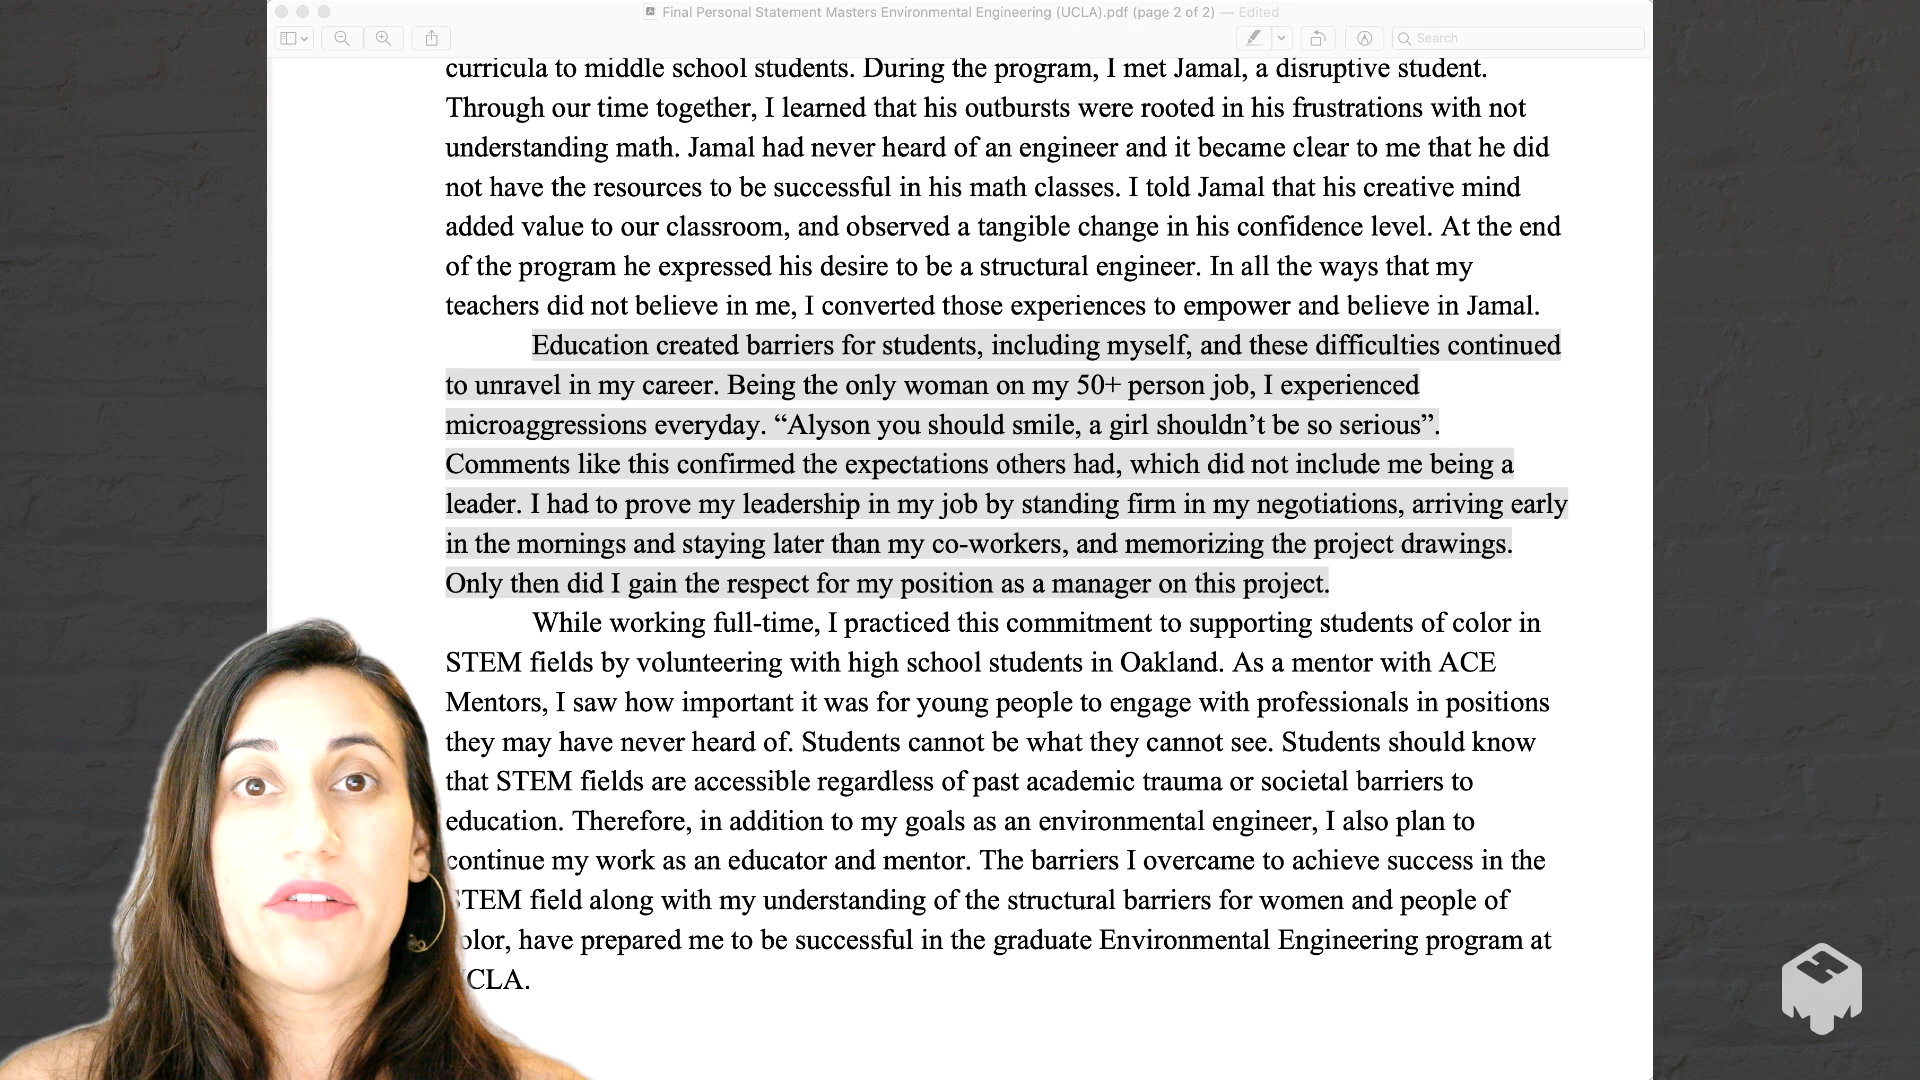 Final Personal Statement Masters Environmental Engineering (UCLA).pdf (page 2 of 2) — Edited
Search
curricula to middle school students. During the program, I met Jamal, a disruptive student.
Through our time together, I learned that his outbursts were rooted in his frustrations with not
understanding math. Jamal had never heard of an engineer and it became clear to me that he did
not have the resources to be successful in his math classes. I told Jamal that his creative mind
added value to our classroom, and observed a tangible change in his confidence level. At the end
of the program he expressed his desire to be a structural engineer. In all the ways that my
teachers did not believe in me, I converted those experiences to empower and believe in Jamal.
Education created barriers for students, including myself, and these difficulties continued
to unravel in my career. Being the only woman on my 50+ person job, I experienced
microaggressions everyday. “Alyson you should smile, a girl shouldn’t be so serious”.
Comments like this confirmed the expectations others had, which did not include me being a
leader. I had to prove my leadership in my job by standing firm in my negotiations, arriving early
in the mornings and staying later than my co-workers, and memorizing the project drawings.
Only then did I gain the respect for my position as a manager on this project.
While working full-time, I practiced this commitment to supporting students of color in
STEM fields by volunteering with high school students in Oakland. As a mentor with ACE
Mentors, I saw how important it was for young people to engage with professionals in positions
they may have never heard of. Students cannot be what they cannot see. Students should know
that STEM fields are accessible regardless of past academic trauma or societal barriers to
education. Therefore, in addition to my goals as an environmental engineer, I also plan to
continue my work as an educator and mentor. The barriers I overcame to achieve success in the
STEM field along with my understanding of the structural barriers for women and people of
olor, have prepared me to be successful in the graduate Environmental Engineering program at
CLA.